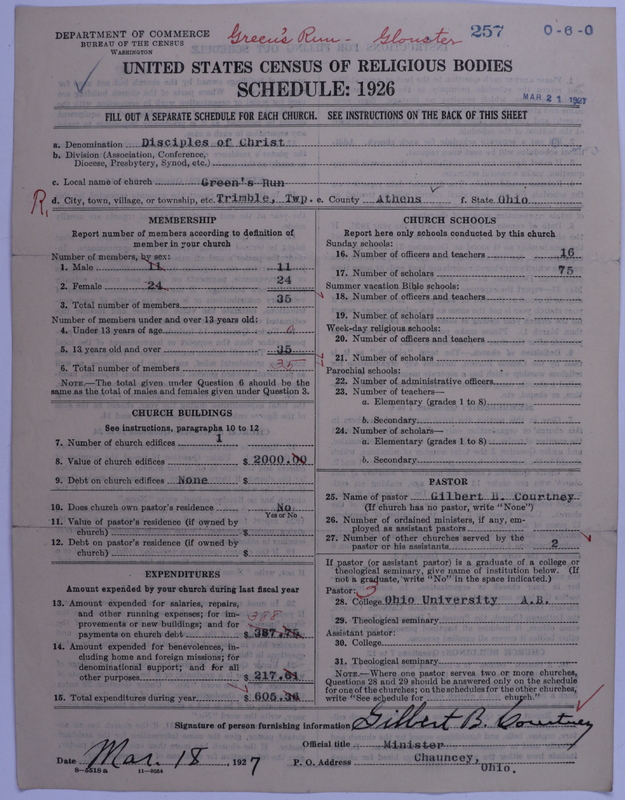 DEPARTMENT OF COMMERCE
BUREAU OF THE CENSUS
WASHINGTON
Green's Run - Glouster
257
0-6-0
UNITED STATES CENSUS OF RELIGIOUS BODIES
SCHEDULE: 1926
MAR 21 1927
FILL OUT A SEPARATE SCHEDULE FOR EACH CHURCH. SEE INSTRUCTIONS ON THE BACK OF THIS SHEET
a. Denomination Disciples of Christ
b. Division (Association, Conference,
Diocese, Presbytery, Synod, etc.)
c. Local name of church Green's Run
R, d. City, town, village, or township, etc. Trimble, Twp. e. County Athens f. State Ohio
MEMBERSHIP
Report number of members according to definition of
member in your church
Number of members, by sex:
1. Male 11 11
2. Female 24 24
3. Total number of members 35
Number of members under and over 13 years old:
4. Under 13 years of age 0
5. 13 years old and over 35
6. Total number of members 35
NOTE.—The total given under Question 6 should be the
same as the total of males and females given under Question 3.
CHURCH BUILDINGS
See instructions, paragraphs 10 to 12
7. Number of church edifices 1
8. Value of church edifices $ 2000.00
9. Debt on church edifices None $
10. Does church own pastor's residence No
Yes or No
11. Value of pastor's residence (if owned by
church) $
12. Debt on pastor's residence (if owned by
church) $
EXPENDITURES
Amount expended by your church during last fiscal year
13. Amount expended for salaries, repairs,
and other running expenses; for im-
provements or new buildings; and for 388
payments on church debt $ 387.75
14. Amount expended for benevolences, in-
cluding home and foreign missions; for
denominational support; and for all
other purposes $ 217.61
15. Total expenditures during year $ 605.36
CHURCH SCHOOLS
Report here only schools conducted by this church
Sunday schools:
16. Number of officers and teachers 16
17. Number of scholars 75
Summer vacation Bible schools:
18. Number of officers and teachers
19. Number of scholars
Week-day religious schools:
20. Number of officers and teachers
21. Number of scholars
Parochial schools:
22. Number of administrative officers
23. Number of teachers—
a. Elementary (grades 1 to 8)
b. Secondary
24. Number of scholars—
a. Elementary (grades 1 to 8)
b. Secondary
PASTOR
25. Name of pastor Gilbert B. Courtney
(If church has no pastor, write "None")
26. Number of ordained ministers, if any, em-
ployed as assistant pastors
27. Number of other churches served by the
pastor or his assistants 2
If pastor (or assistant pastor) is a graduate of a college or
theological seminary, give name of institution below. (If
not a graduate, write "No" in the space indicated.)
Pastor: 3
28. College Ohio University A.B.
29. Theological seminary
Assistant pastor:
30. College
31. Theological seminary
NOTE.—Where one pastor serves two or more churches,
Questions 28 and 29 should be answered only on the schedule
for one of the churches; on the schedules for the other churches,
write "See schedule for church."
Signature of person furnishing information Gilbert B. Courtney
Official title Minister
Date Mar. 18, 1927 P. O. Address Chauncey,
Ohio.
8-5518 a 11-9054